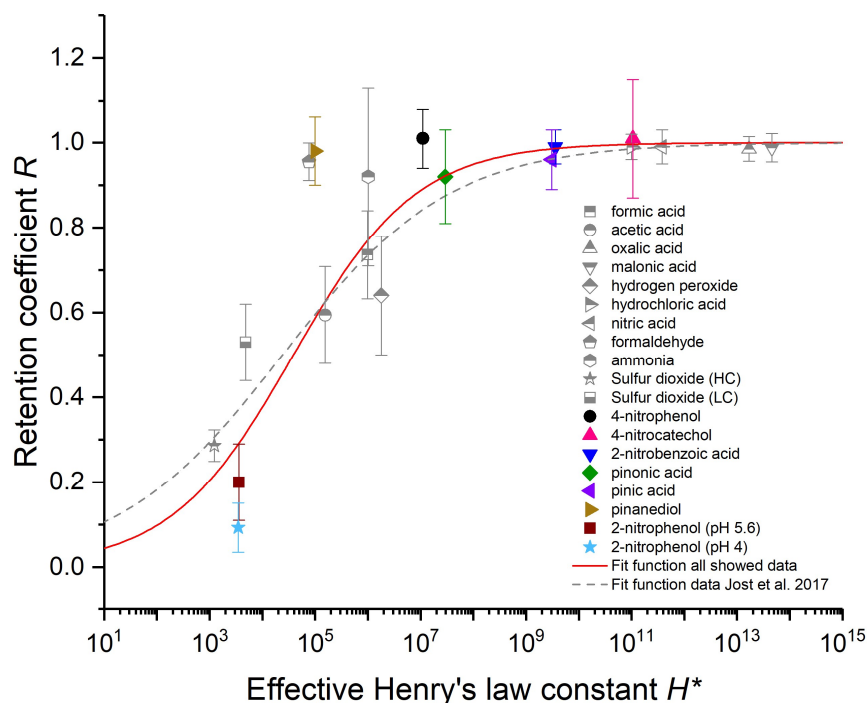 1.2
1.0
0.8
0.6
0.4
0.2
0.0
Retention coefficient R
formic acid
acetic acid
oxalic acid
malonic acid
hydrogen peroxide
hydrochloric acid
nitric acid
formaldehyde
ammonia
Sulfur dioxide (HC)
Sulfur dioxide (LC)
4-nitrophenol
4-nitrocatechol
2-nitrobenzoic acid
pinonic acid
pinic acid
pinanediol
2-nitrophenol (pH 5.6)
2-nitrophenol (pH 4)
Fit function all showed data
Fit function data Jost et al. 2017
10¹ 10³ 10⁵ 10⁷ 10⁹ 10¹¹ 10¹³ 10¹⁵
Effective Henry's law constant H*